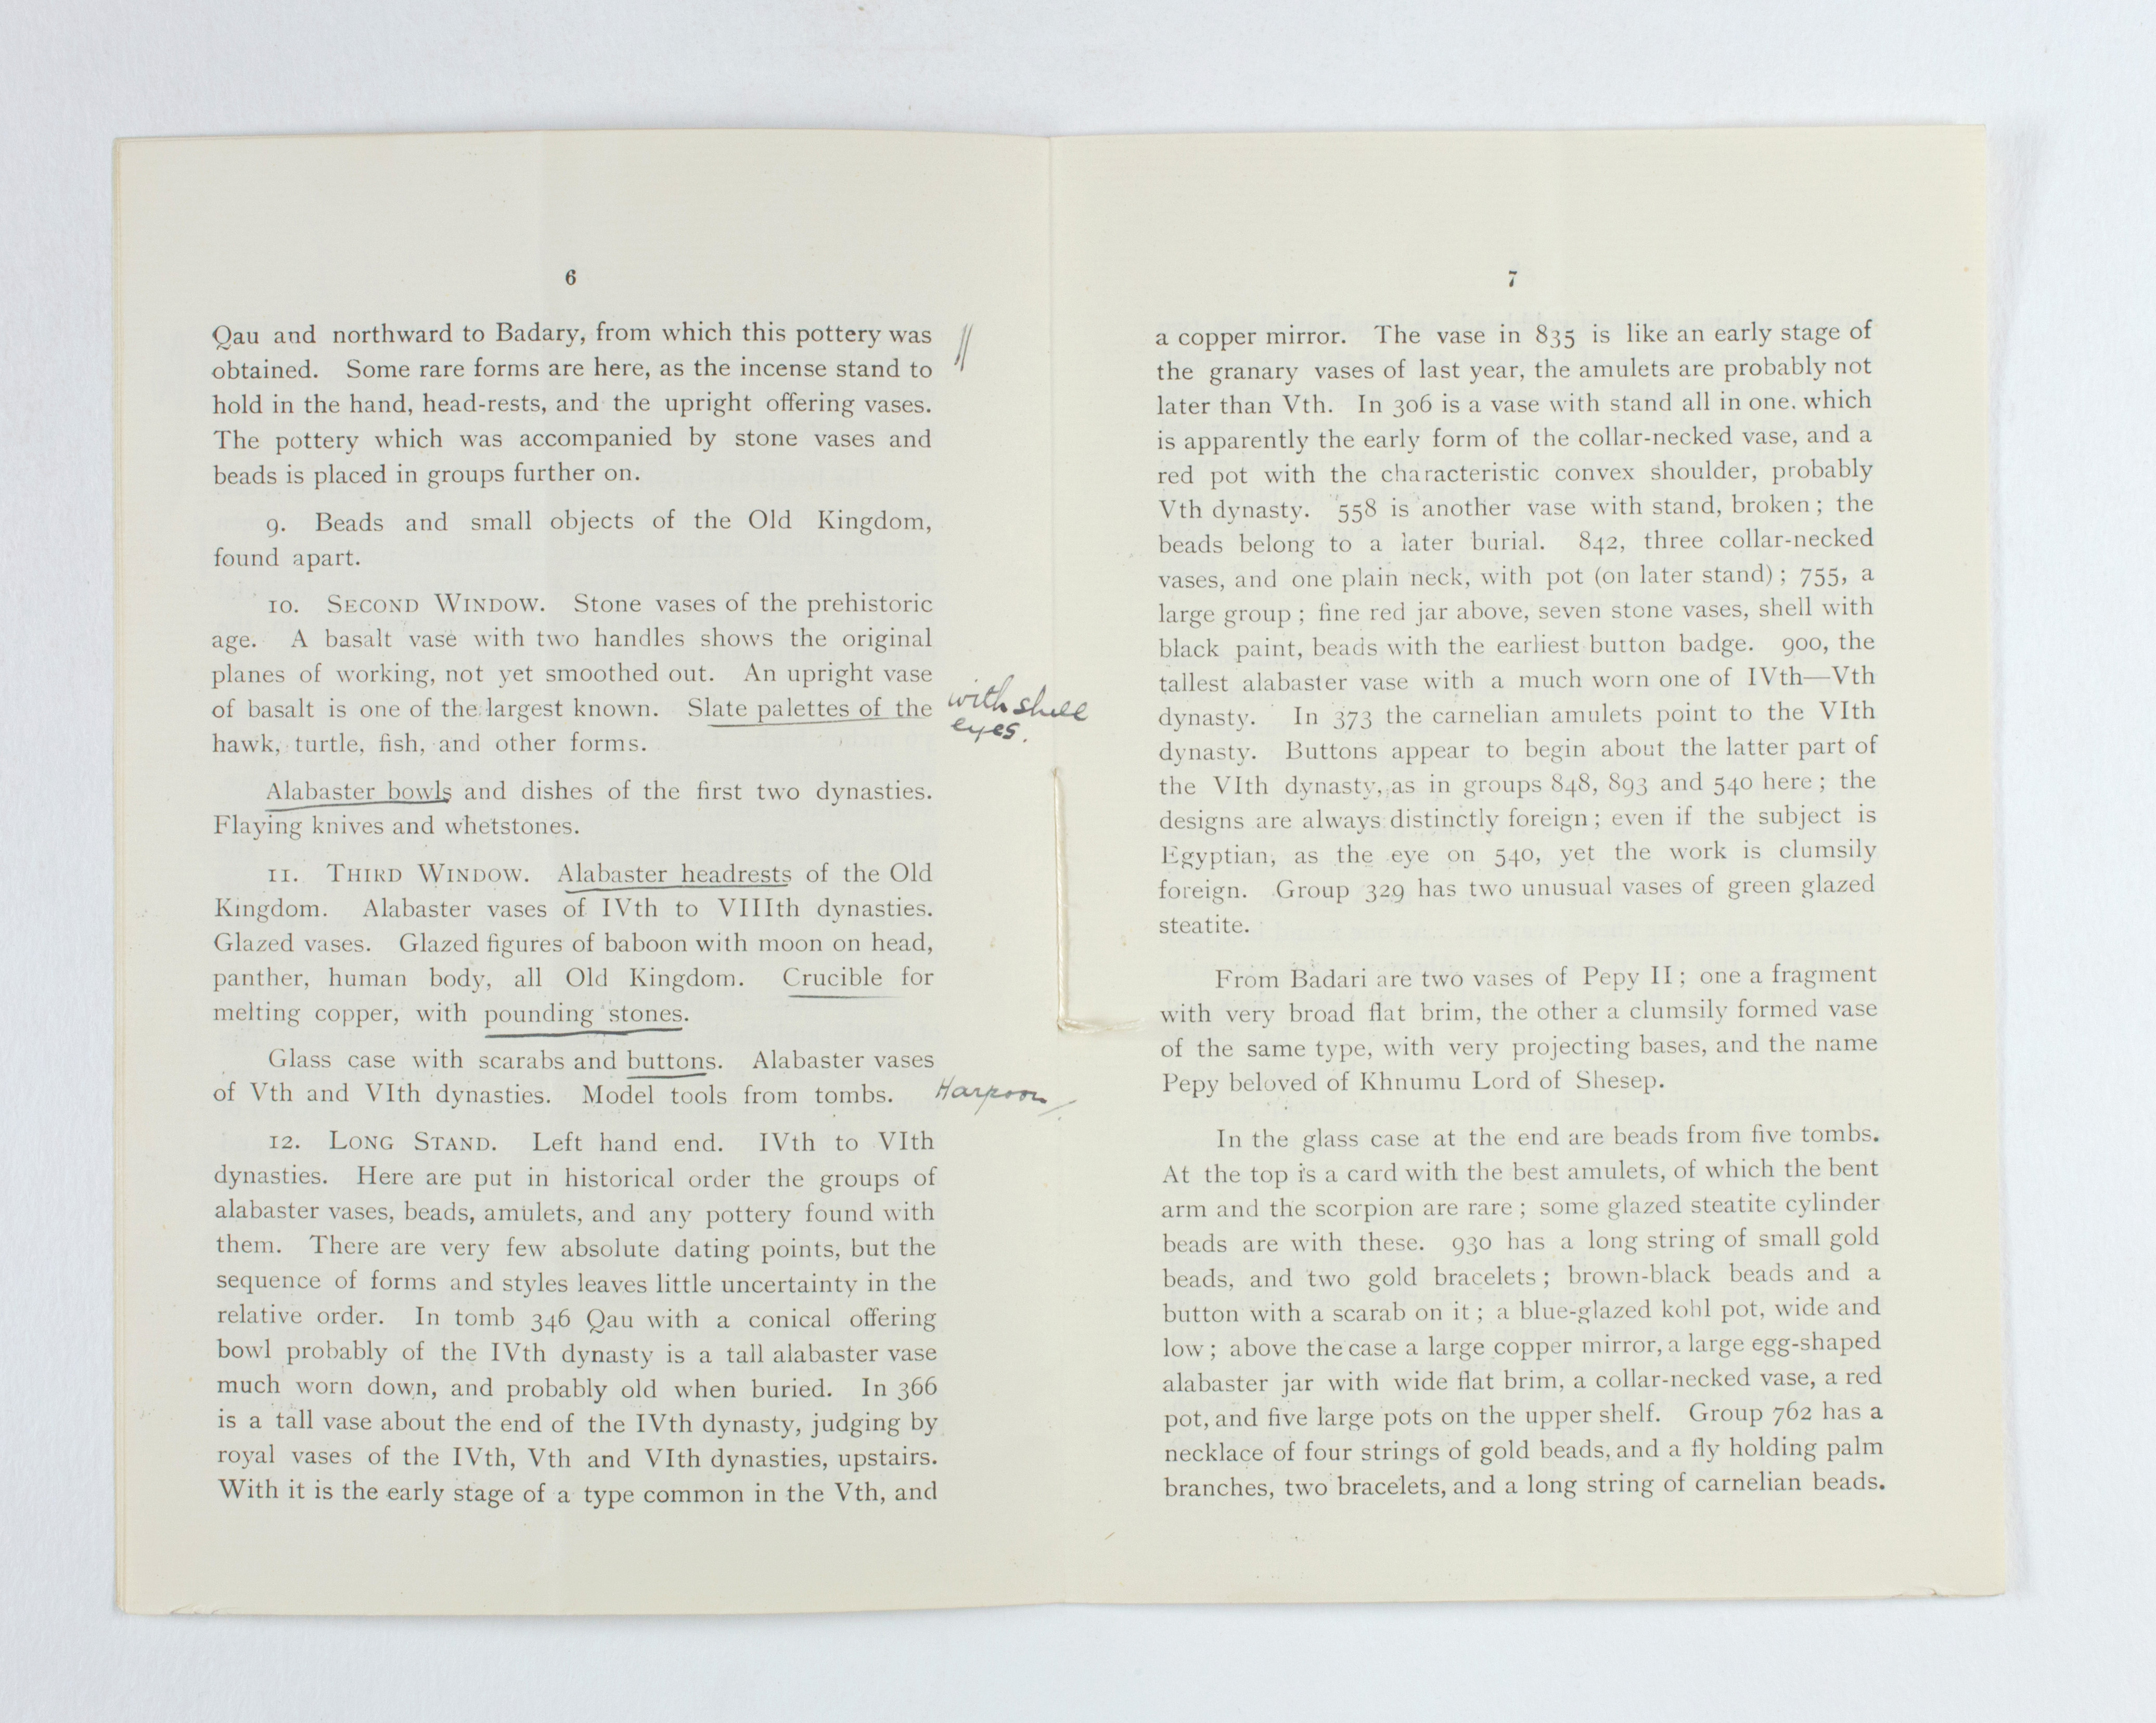 6
Qau and northward to Badary, from which this pottery was
obtained. Some rare forms are here, as the incense stand to
hold in the hand, head-rests, and the upright offering vases.
The pottery which was accompanied by stone vases and
beads is placed in groups further on.
9. Beads and small objects of the Old Kingdom,
found apart.
10. SECOND WINDOW. Stone vases of the prehistoric
age. A basalt vase with two handles shows the original
planes of working, not yet smoothed out. An upright vase
of basalt is one of the largest known. Slate palettes of the
with shell
eyes.
hawk, turtle, fish, and other forms.
Alabaster bowls and dishes of the first two dynasties.
Flaying knives and whetstones.
11. THIRD WINDOW. Alabaster headrests of the Old
Kingdom. Alabaster vases of IVth to VIIIth dynasties.
Glazed vases. Glazed figures of baboon with moon on head,
panther, human body, all Old Kingdom. Crucible for
melting copper, with pounding stones.
Glass case with scarabs and buttons. Alabaster vases
of Vth and VIth dynasties. Model tools from tombs. Harpoon
12. LONG STAND. Left hand end. IVth to VIth
dynasties. Here are put in historical order the groups of
alabaster vases, beads, amulets, and any pottery found with
them. There are very few absolute dating points, but the
sequence of forms and styles leaves little uncertainty in the
relative order. In tomb 346 Qau with a conical offering
bowl probably of the IVth dynasty is a tall alabaster vase
much worn down, and probably old when buried. In 366
is a tall vase about the end of the IVth dynasty, judging by
royal vases of the IVth, Vth and VIth dynasties, upstairs.
With it is the early stage of a type common in the Vth, and
7
a copper mirror. The vase in 835 is like an early stage of
the granary vases of last year, the amulets are probably not
later than Vth. In 306 is a vase with stand all in one. which
is apparently the early form of the collar-necked vase, and a
red pot with the characteristic convex shoulder, probably
Vth dynasty. 558 is another vase with stand, broken; the
beads belong to a later burial. 842, three collar-necked
vases, and one plain neck, with pot (on later stand); 755, a
large group; fine red jar above, seven stone vases, shell with
black paint, beads with the earliest button badge. 900, the
tallest alabaster vase with a much worn one of IVth—Vth
dynasty. In 373 the carnelian amulets point to the VIth
dynasty. Buttons appear to begin about the latter part of
the VIth dynasty, as in groups 848, 893 and 540 here; the
designs are always distinctly foreign; even if the subject is
Egyptian, as the eye on 540, yet the work is clumsily
foreign. Group 329 has two unusual vases of green glazed
steatite.
From Badari are two vases of Pepy II; one a fragment
with very broad flat brim, the other a clumsily formed vase
of the same type, with very projecting bases, and the name
Pepy beloved of Khnumu Lord of Shesep.
In the glass case at the end are beads from five tombs.
At the top is a card with the best amulets, of which the bent
arm and the scorpion are rare; some glazed steatite cylinder
beads are with these. 930 has a long string of small gold
beads, and two gold bracelets; brown-black beads and a
button with a scarab on it; a blue-glazed kohl pot, wide and
low; above the case a large copper mirror, a large egg-shaped
alabaster jar with wide flat brim, a collar-necked vase, a red
pot, and five large pots on the upper shelf. Group 762 has a
necklace of four strings of gold beads, and a fly holding palm
branches, two bracelets, and a long string of carnelian beads.